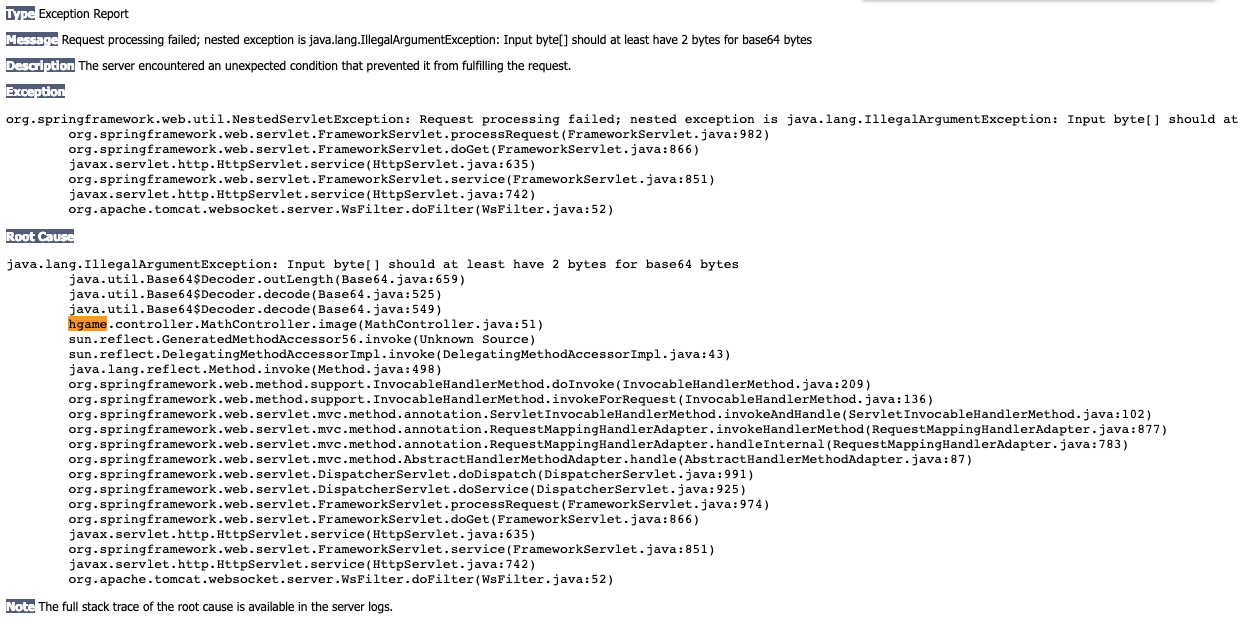 Type Exception Report
Message Request processing failed; nested exception is java.lang.IllegalArgumentException: Input byte[] should at least have 2 bytes for base64 bytes
Description The server encountered an unexpected condition that prevented it from fulfilling the request.
Exception
org.springframework.web.util.NestedServletException: Request processing failed; nested exception is java.lang.IllegalArgumentException: Input byte[] should at
org.springframework.web.servlet.FrameworkServlet.processRequest(FrameworkServlet.java:982)
org.springframework.web.servlet.FrameworkServlet.doGet(FrameworkServlet.java:866)
javax.servlet.http.HttpServlet.service(HttpServlet.java:635)
org.springframework.web.servlet.FrameworkServlet.service(FrameworkServlet.java:851)
javax.servlet.http.HttpServlet.service(HttpServlet.java:742)
org.apache.tomcat.websocket.server.WsFilter.doFilter(WsFilter.java:52)
Root Cause
java.lang.IllegalArgumentException: Input byte[] should at least have 2 bytes for base64 bytes
java.util.Base64$Decoder.outLength(Base64.java:659)
java.util.Base64$Decoder.decode(Base64.java:525)
java.util.Base64$Decoder.decode(Base64.java:549)
hgame.controller.MathController.image(MathController.java:51)
sun.reflect.GeneratedMethodAccessor56.invoke(Unknown Source)
sun.reflect.DelegatingMethodAccessorImpl.invoke(DelegatingMethodAccessorImpl.java:43)
java.lang.reflect.Method.invoke(Method.java:498)
org.springframework.web.method.support.InvocableHandlerMethod.doInvoke(InvocableHandlerMethod.java:209)
org.springframework.web.method.support.InvocableHandlerMethod.invokeForRequest(InvocableHandlerMethod.java:136)
org.springframework.web.servlet.mvc.method.annotation.ServletInvocableHandlerMethod.invokeAndHandle(ServletInvocableHandlerMethod.java:102)
org.springframework.web.servlet.mvc.method.annotation.RequestMappingHandlerAdapter.invokeHandlerMethod(RequestMappingHandlerAdapter.java:877)
org.springframework.web.servlet.mvc.method.annotation.RequestMappingHandlerAdapter.handleInternal(RequestMappingHandlerAdapter.java:783)
org.springframework.web.servlet.mvc.method.AbstractHandlerMethodAdapter.handle(AbstractHandlerMethodAdapter.java:87)
org.springframework.web.servlet.DispatcherServlet.doDispatch(DispatcherServlet.java:991)
org.springframework.web.servlet.DispatcherServlet.doService(DispatcherServlet.java:925)
org.springframework.web.servlet.FrameworkServlet.processRequest(FrameworkServlet.java:974)
org.springframework.web.servlet.FrameworkServlet.doGet(FrameworkServlet.java:866)
javax.servlet.http.HttpServlet.service(HttpServlet.java:635)
org.springframework.web.servlet.FrameworkServlet.service(FrameworkServlet.java:851)
javax.servlet.http.HttpServlet.service(HttpServlet.java:742)
org.apache.tomcat.websocket.server.WsFilter.doFilter(WsFilter.java:52)
Note The full stack trace of the root cause is available in the server logs.